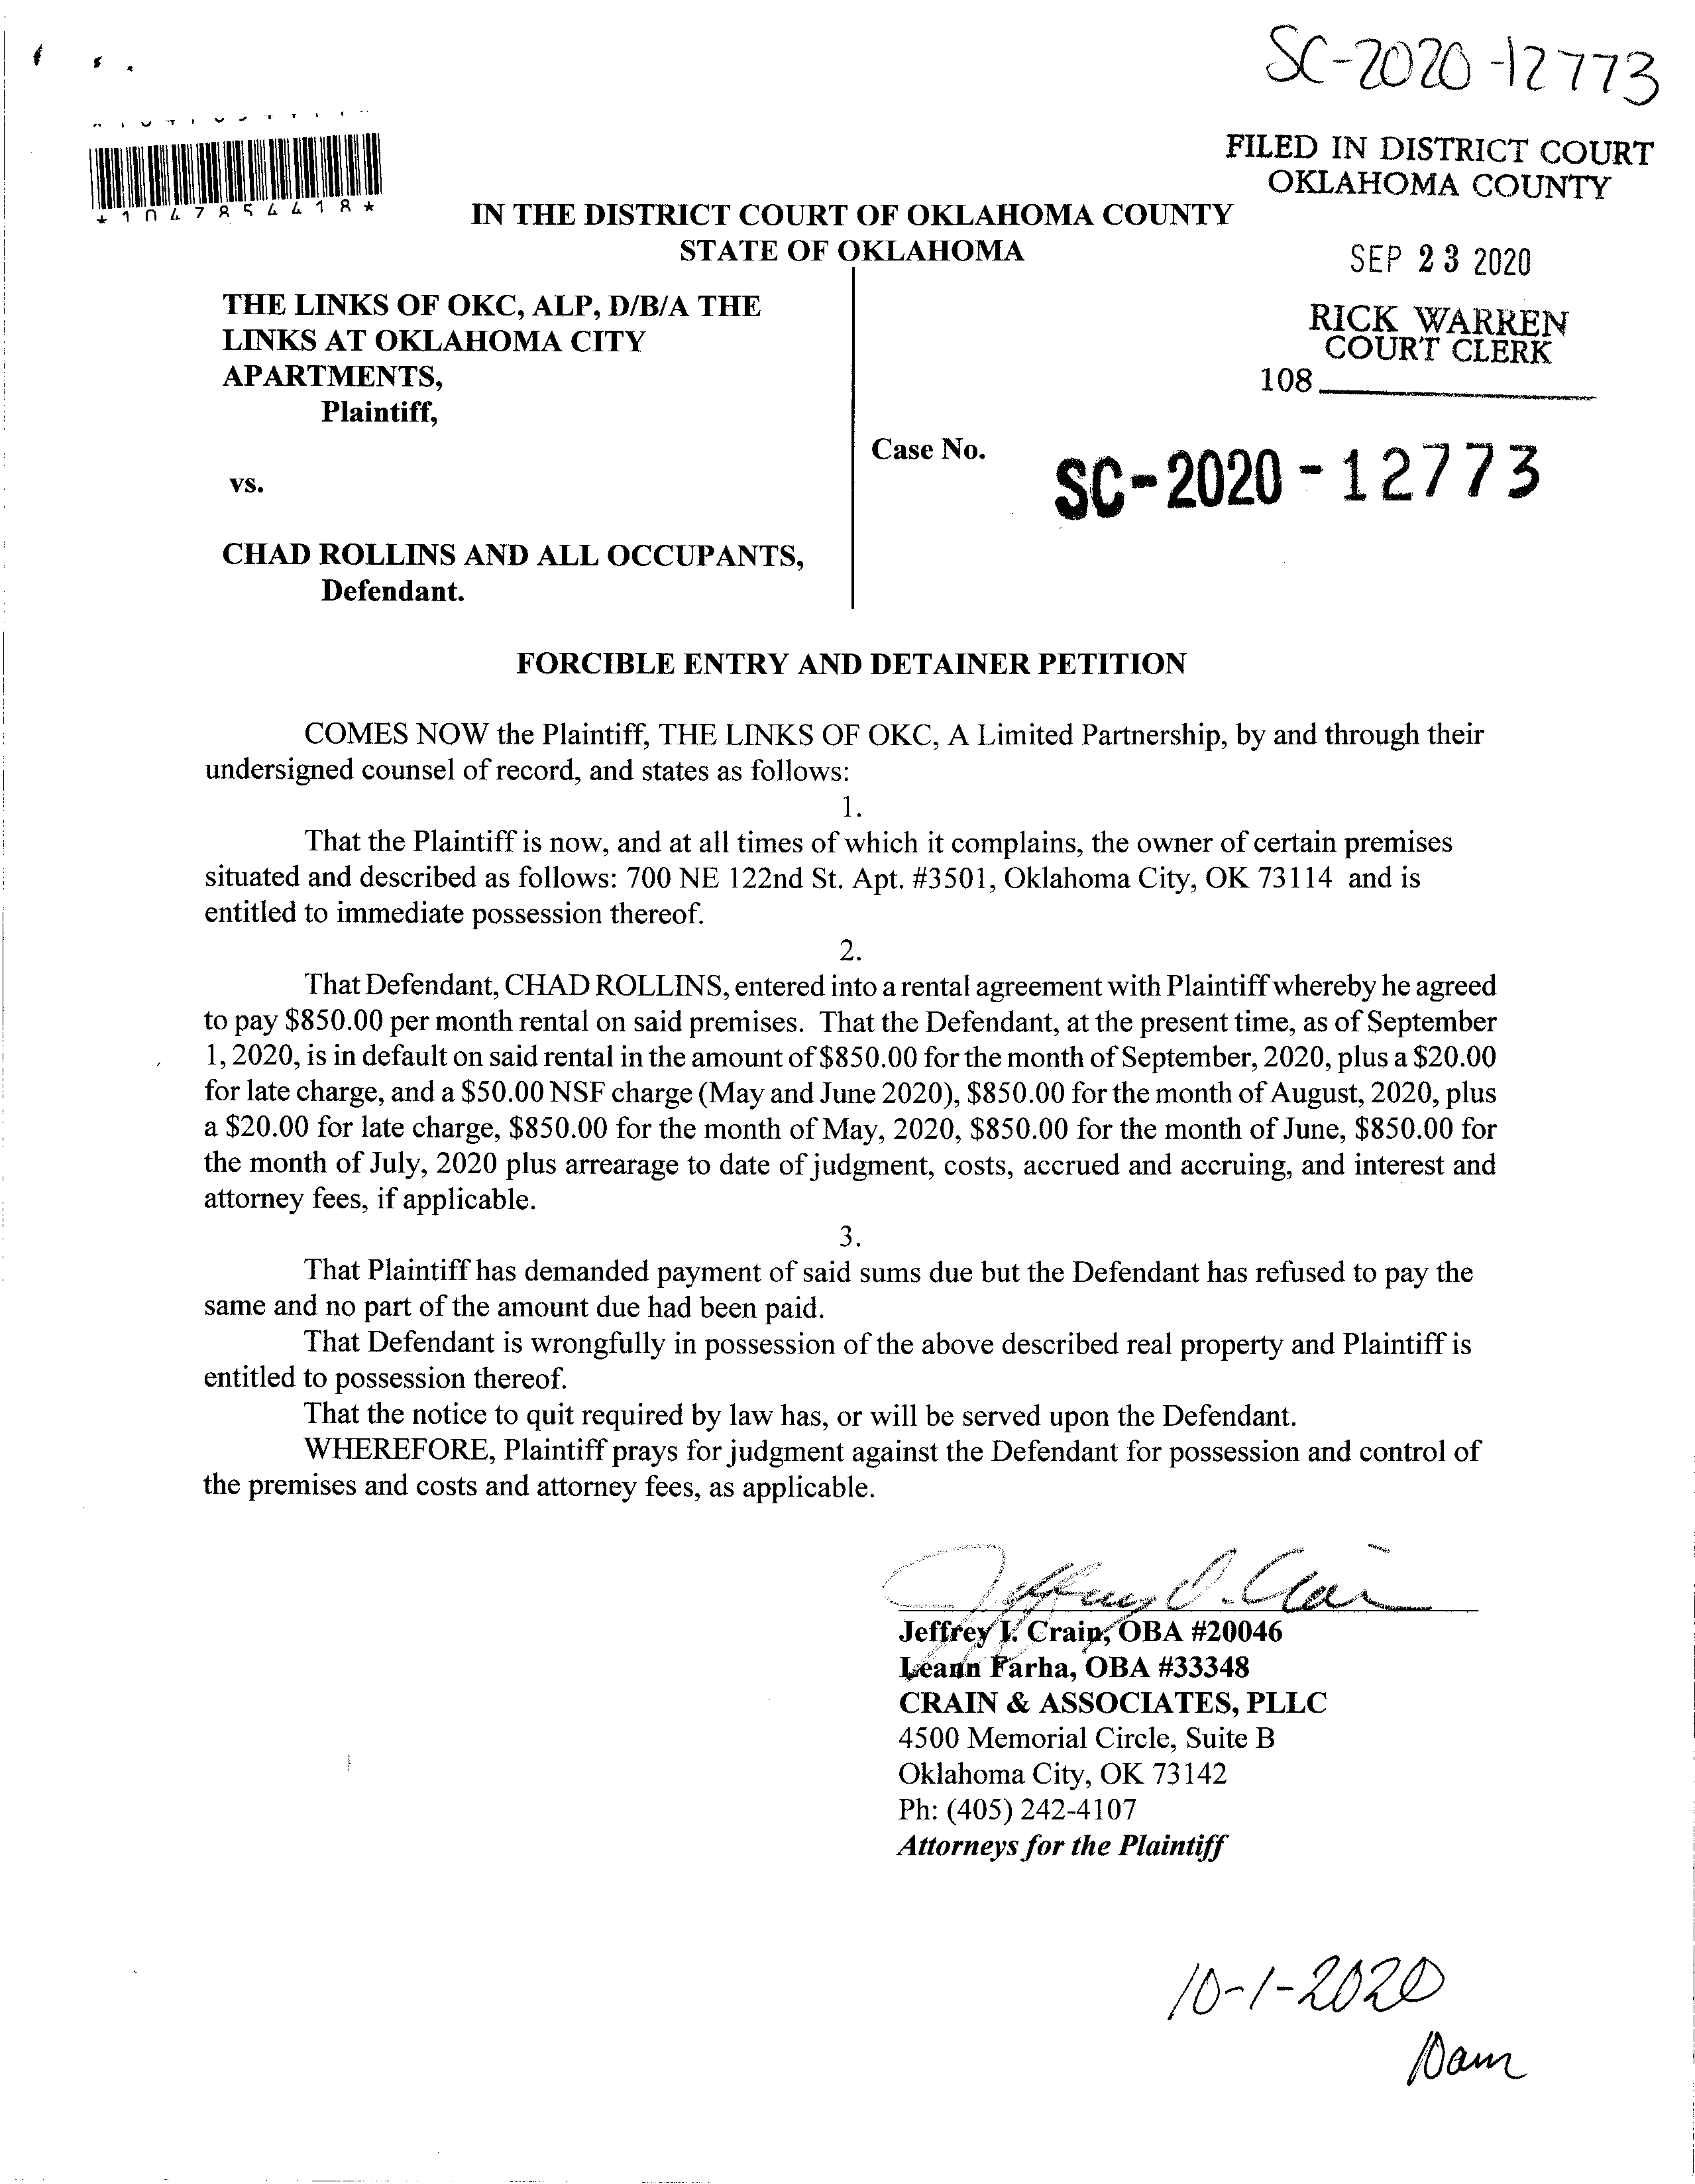 SC-2020-12773
FILED IN DISTRICT COURT
OKLAHOMA COUNTY
*1047854418*
IN THE DISTRICT COURT OF OKLAHOMA COUNTY
STATE OF OKLAHOMA
SEP 23 2020
THE LINKS OF OKC, ALP, D/B/A THE
LINKS AT OKLAHOMA CITY
APARTMENTS,
Plaintiff,
RICK WARREN
COURT CLERK
108
Case No.
SC-2020-12773
vs.
CHAD ROLLINS AND ALL OCCUPANTS,
Defendant.
FORCIBLE ENTRY AND DETAINER PETITION
COMES NOW the Plaintiff, THE LINKS OF OKC, A Limited Partnership, by and through their
undersigned counsel of record, and states as follows:
1.
That the Plaintiff is now, and at all times of which it complains, the owner of certain premises
situated and described as follows: 700 NE 122nd St. Apt. #3501, Oklahoma City, OK 73114 and is
entitled to immediate possession thereof.
2.
That Defendant, CHAD ROLLINS, entered into a rental agreement with Plaintiff whereby he agreed
to pay $850.00 per month rental on said premises. That the Defendant, at the present time, as of September
1, 2020, is in default on said rental in the amount of $850.00 for the month of September, 2020, plus a $20.00
for late charge, and a $50.00 NSF charge (May and June 2020), $850.00 for the month of August, 2020, plus
a $20.00 for late charge, $850.00 for the month of May, 2020, $850.00 for the month of June, $850.00 for
the month of July, 2020 plus arrearage to date of judgment, costs, accrued and accruing, and interest and
attorney fees, if applicable.
3.
That Plaintiff has demanded payment of said sums due but the Defendant has refused to pay the
same and no part of the amount due had been paid.
That Defendant is wrongfully in possession of the above described real property and Plaintiff is
entitled to possession thereof.
That the notice to quit required by law has, or will be served upon the Defendant.
WHEREFORE, Plaintiff prays for judgment against the Defendant for possession and control of
the premises and costs and attorney fees, as applicable.
Jeffrey I. Crain, OBA #20046
Leann Farha, OBA #33348
CRAIN & ASSOCIATES, PLLC
4500 Memorial Circle, Suite B
Oklahoma City, OK 73142
Ph: (405) 242-4107
Attorneys for the Plaintiff
10-1-2020